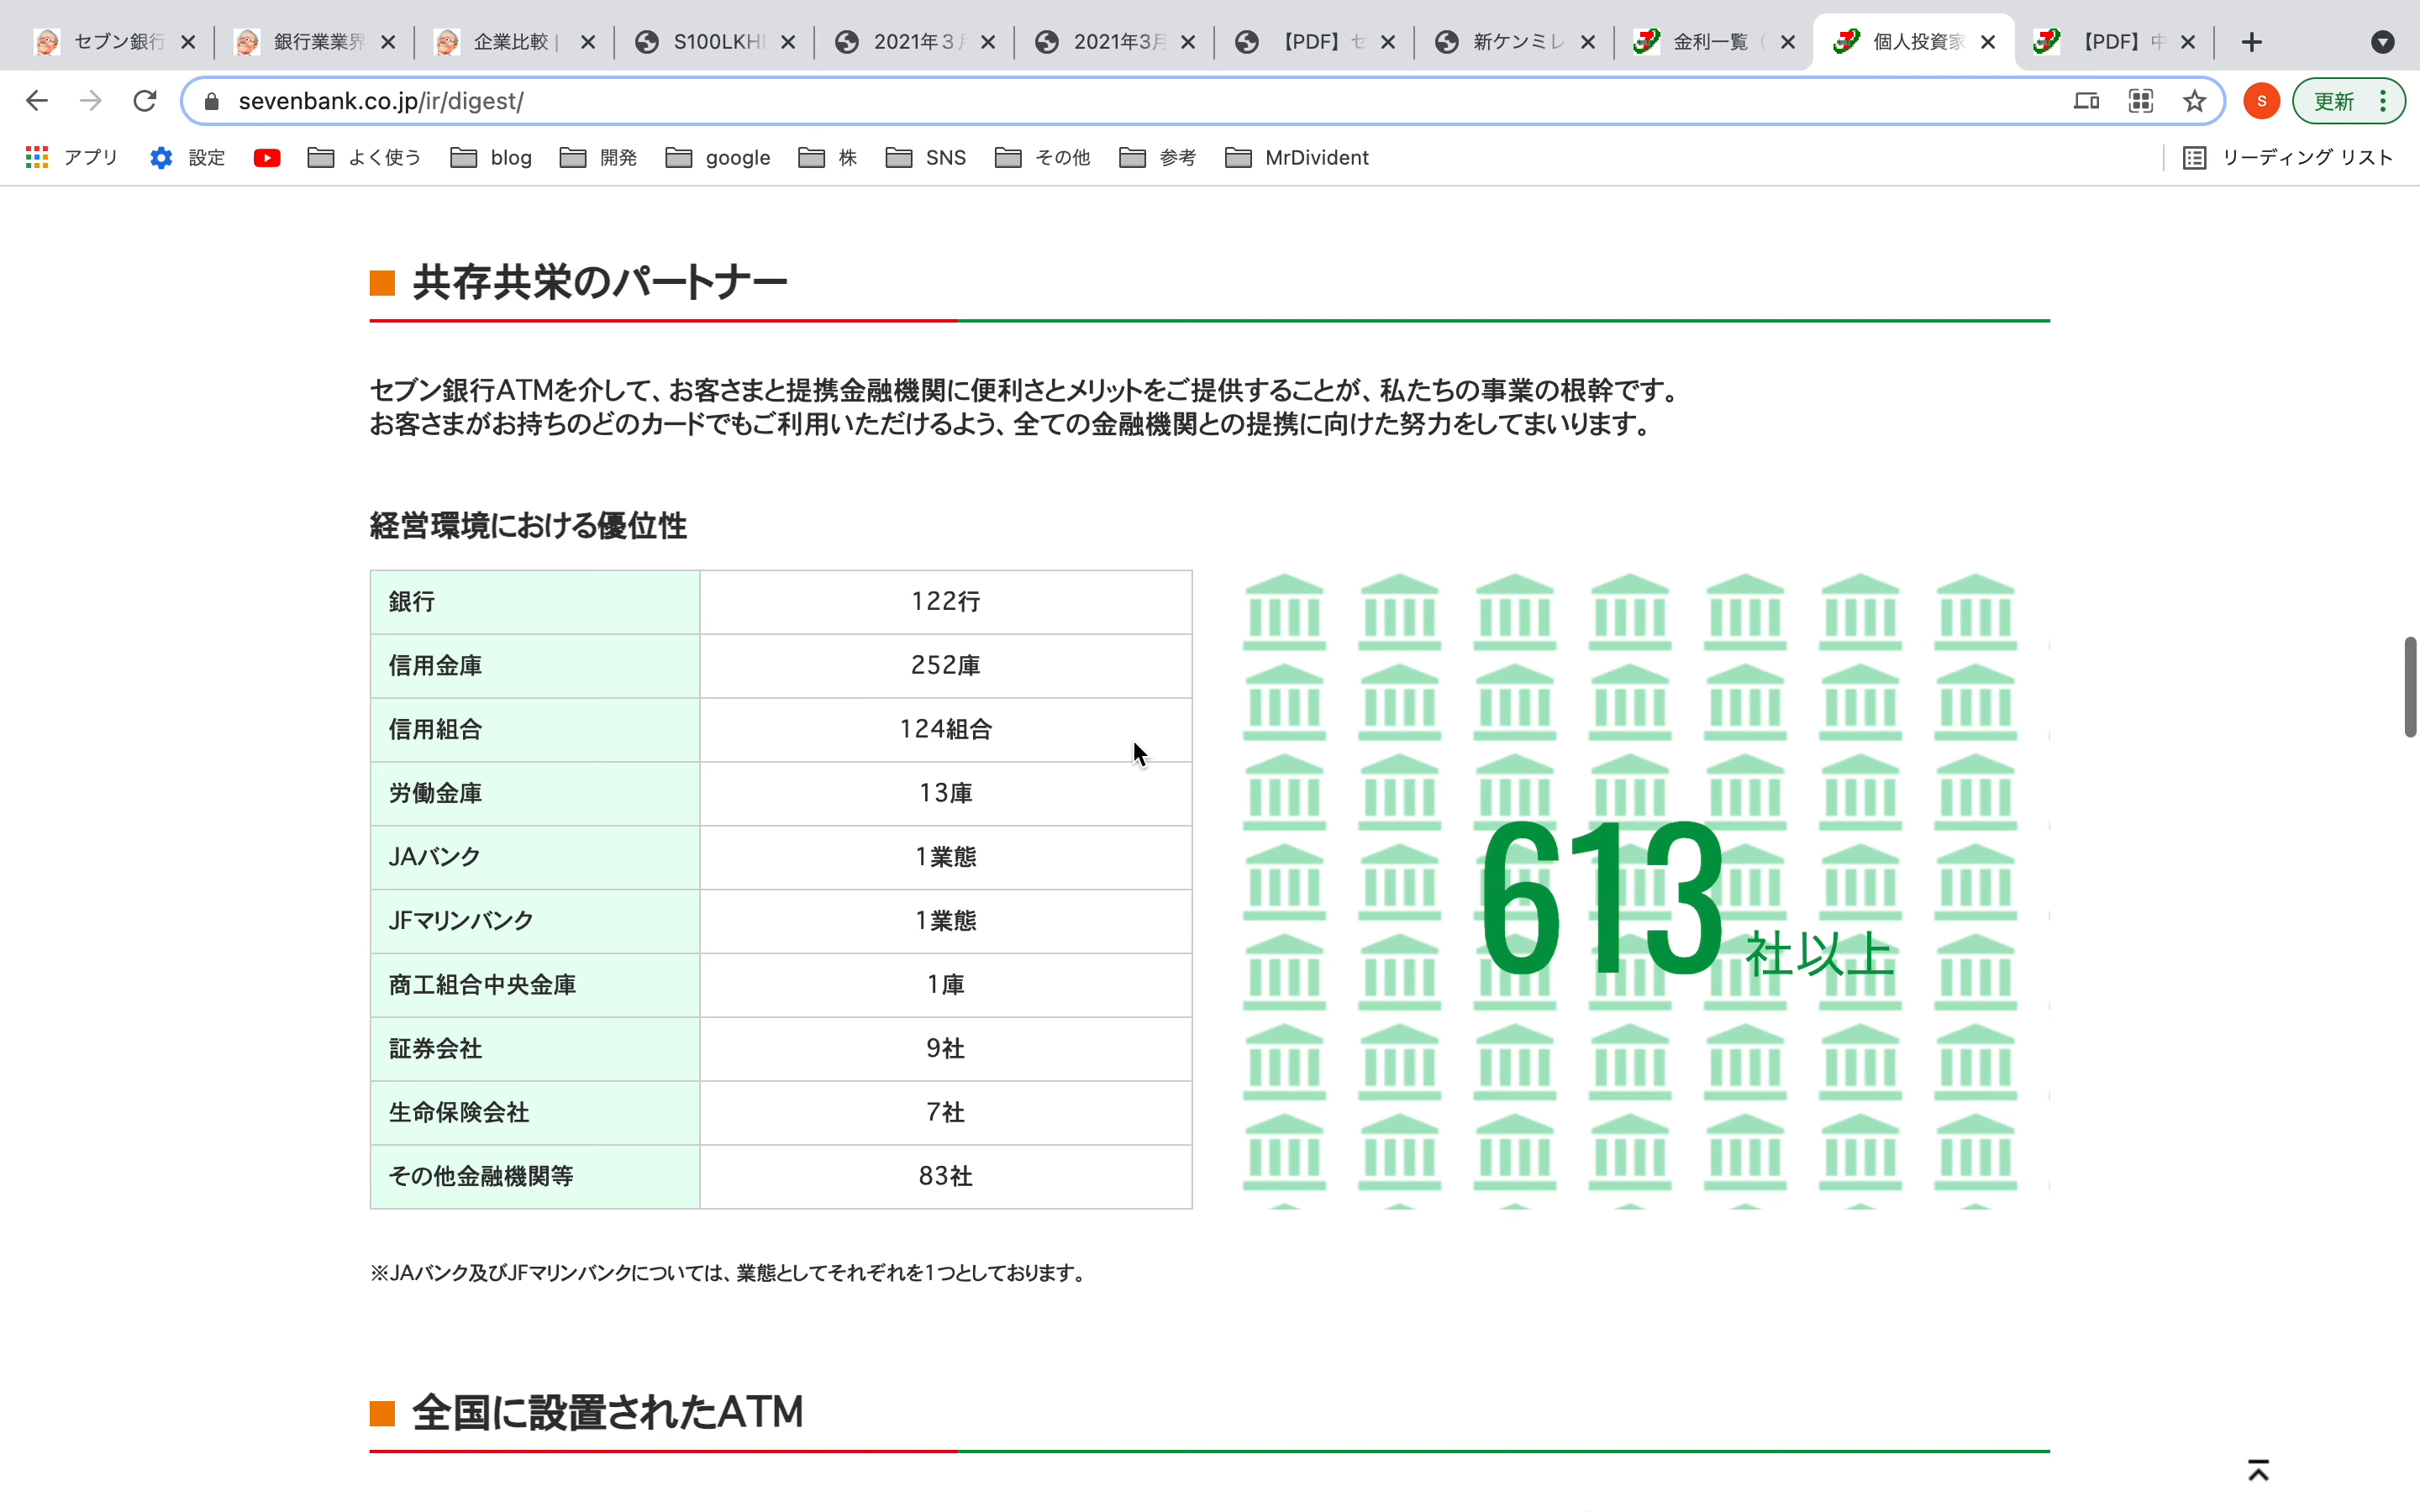 セブン銀行
銀行業業界
企業比較 |
S100LKH
2021年３月
2021年3月
【PDF】セ
新ケンミレ
金利一覧（
個人投資家
【PDF】中
sevenbank.co.jp/ir/digest/
S
更新
アプリ
設定
よく使う
blog
開発
google
株
SNS
その他
参考
MrDivident
リーディング リスト
共存共栄のパートナー
セブン銀行ATMを介して、お客さまと提携金融機関に便利さとメリットをご提供することが、私たちの事業の根幹です。
お客さまがお持ちのどのカードでもご利用いただけるよう、全ての金融機関との提携に向けた努力をしてまいります。
経営環境における優位性
銀行 122行
信用金庫 252庫
信用組合 124組合
労働金庫 13庫
JAバンク 1業態
JFマリンバンク 1業態
商工組合中央金庫 1庫
証券会社 9社
生命保険会社 7社
その他金融機関等 83社
613社以上
※JAバンク及びJFマリンバンクについては、業態としてそれぞれを1つとしております。
全国に設置されたATM